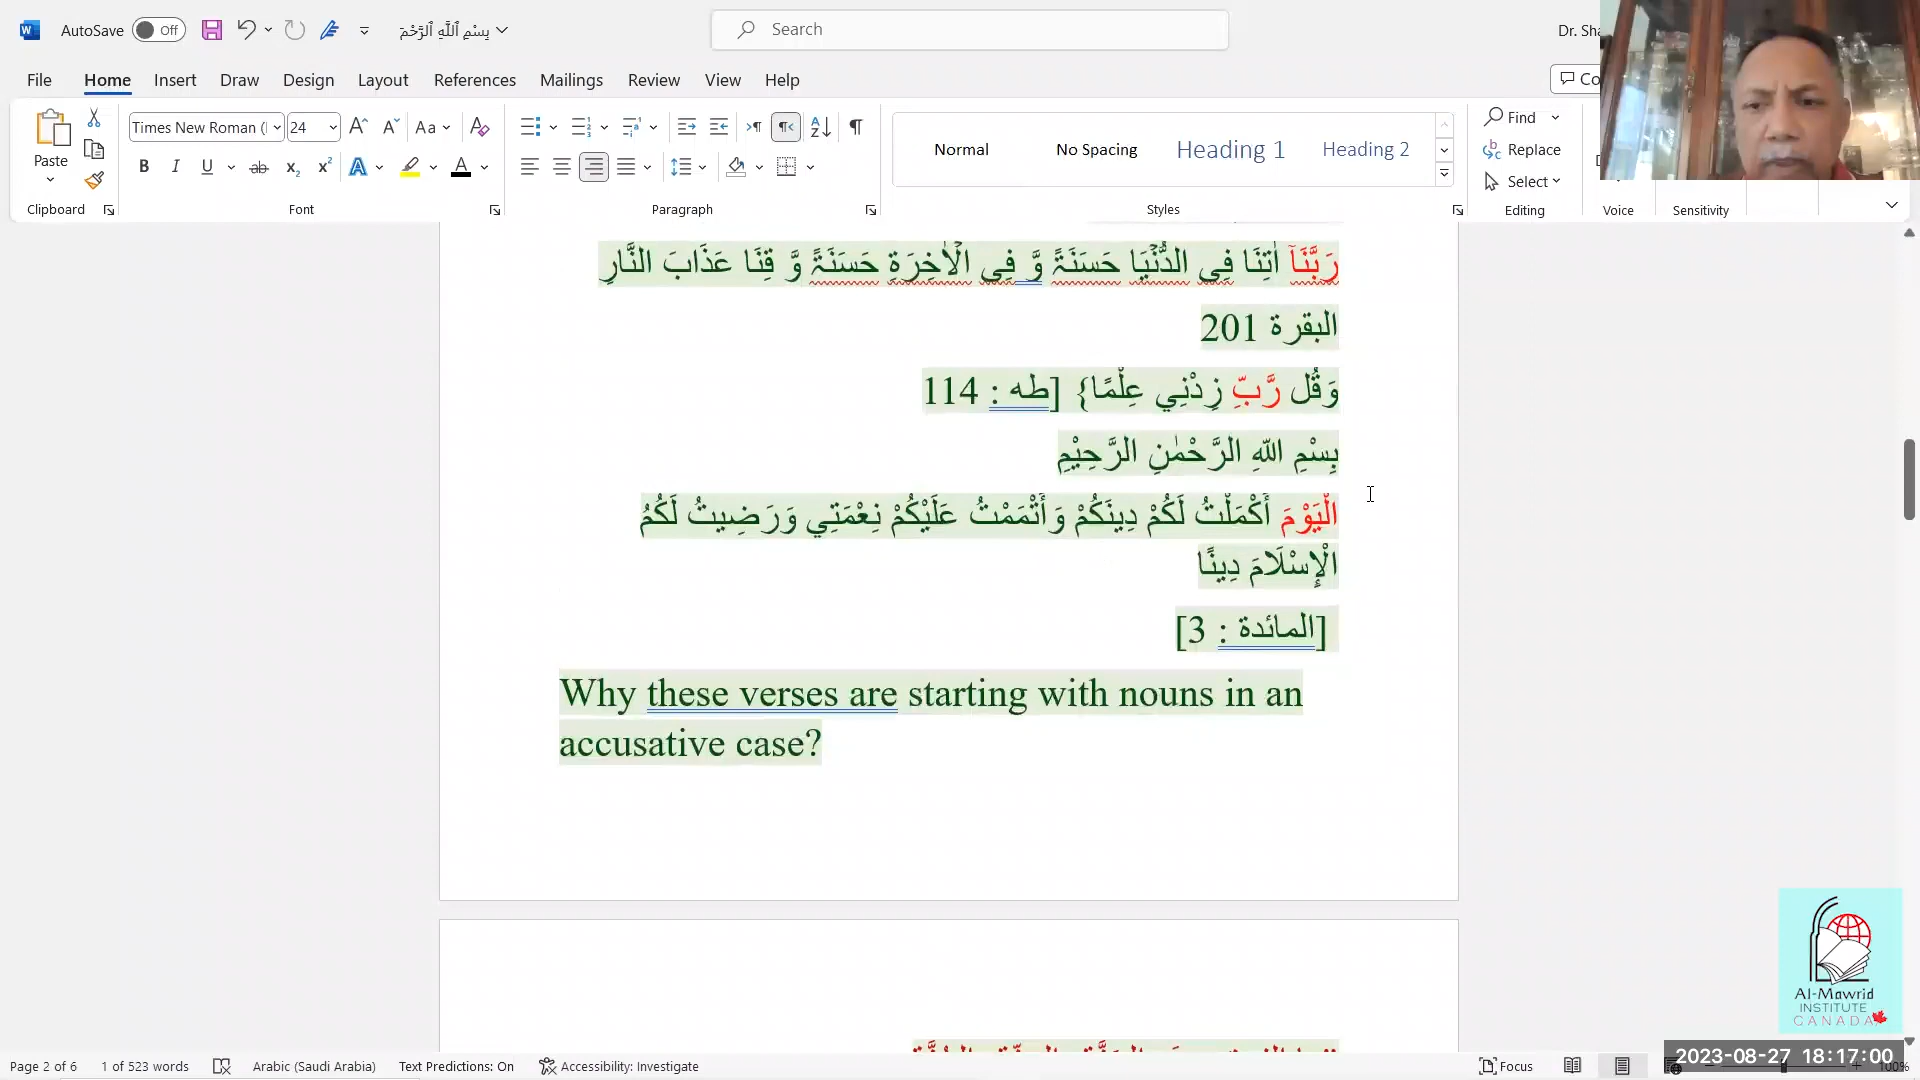 AutoSave Off بِسْمِ ٱللَّهِ ٱلرَّحْمَ Search Dr. Sha
File Home Insert Draw Design Layout References Mailings Review View Help Co
Paste Times New Roman ( 24 Aa Normal No Spacing Heading 1 Heading 2 Find
Replace
Select
Clipboard Font Paragraph Styles Editing Voice Sensitivity
رَبَّنَاۤ اٰتِنَا فِی الدُّنْیَا حَسَنَۃً وَّ فِی الْاٰخِرَۃِ حَسَنَۃً وَّ قِنَا عَذَابَ النَّارِ
البقرة 201
وَقُل رَّبِّ زِدْنِي عِلْمًا} [طه : 114
بِسْمِ اللّٰهِ الرَّحْمٰنِ الرَّحِيْمِ
الْيَوْمَ أَكْمَلْتُ لَكُمْ دِينَكُمْ وَأَتْمَمْتُ عَلَيْكُمْ نِعْمَتِي وَرَضِيتُ لَكُمُ
الْإِسْلَامَ دِينًا
[المائدة : 3]
Why these verses are starting with nouns in an
accusative case?
Al-Mawrid
INSTITUTE
CANADA
Page 2 of 6 1 of 523 words Arabic (Saudi Arabia) Text Predictions: On Accessibility: Investigate Focus 100%
2023-08-27 18:17:00